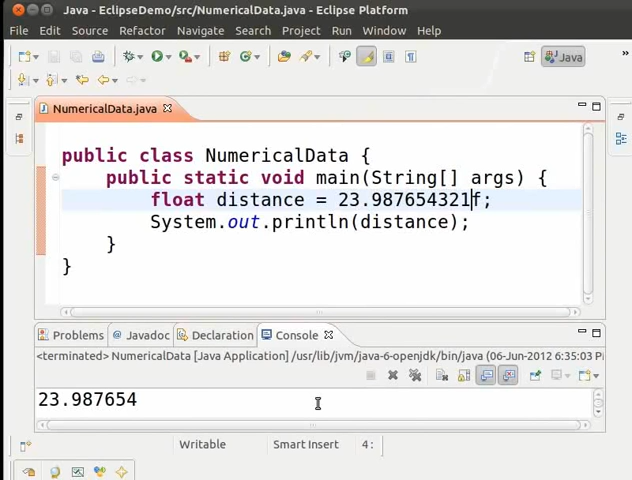 Java - EclipseDemo/src/NumericalData.java - Eclipse Platform
File Edit Source Refactor Navigate Search Project Run Window Help
Java
NumericalData.java
public class NumericalData {
public static void main(String[] args) {
float distance = 23.987654321f;
System.out.println(distance);
}
}
Problems Javadoc Declaration Console
<terminated> NumericalData [Java Application] /usr/lib/jvm/java-6-openjdk/bin/java (06-Jun-2012 6:35:03 PM
23.987654
Writable Smart Insert 4 :